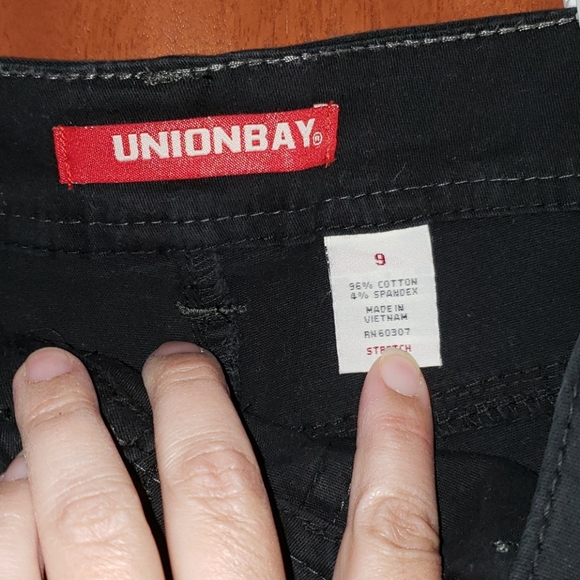 UNIONBAY®
9
96% COTTON
4% SPANDEX
MADE IN
VIETNAM
RN60307
STRETCH